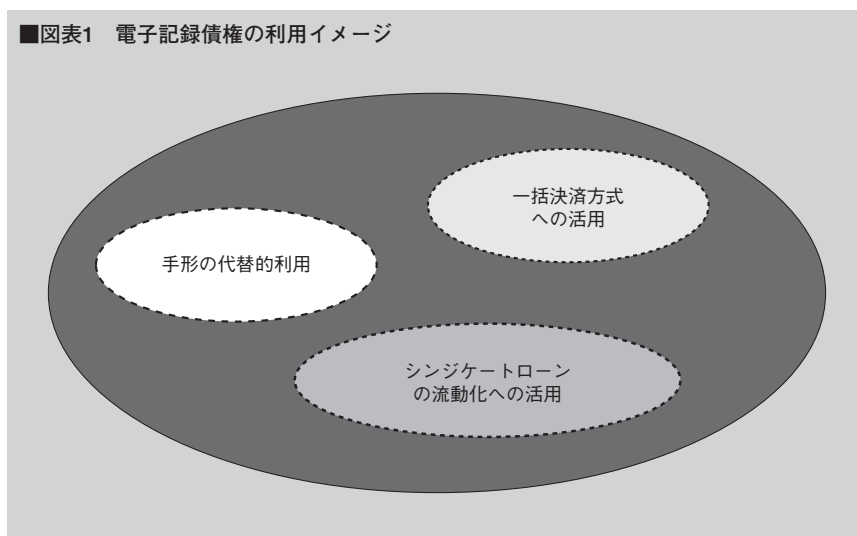 ■図表1 電子記録債権の利用イメージ
一括決済方式
への活用
手形の代替的利用
シンジケートローン
の流動化への活用